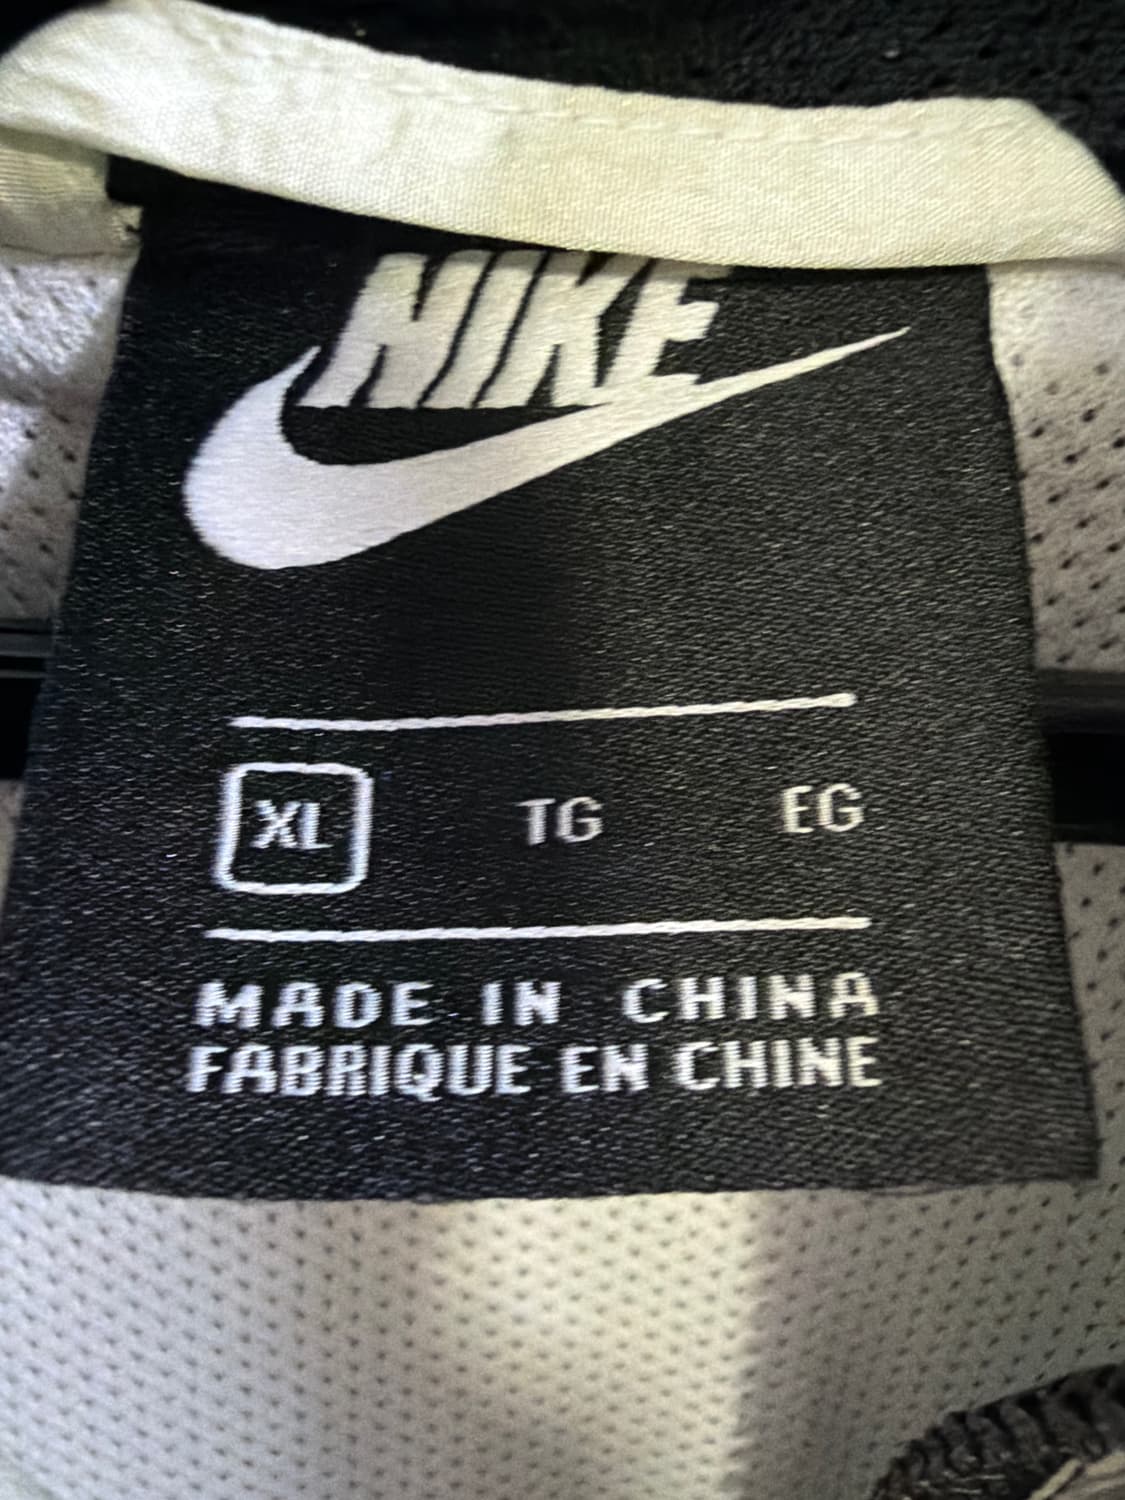 NIKE
XL TG EG
MADE IN CHINA
FABRIQUE EN CHINE